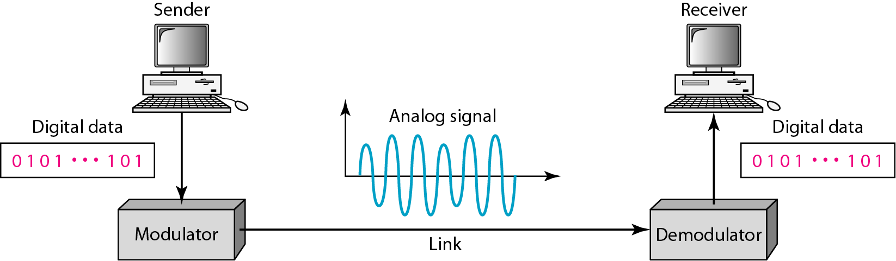 Sender
Receiver
Analog signal
Digital data
Digital data
0101 ••• 101
0101 ••• 101
Modulator
Demodulator
Link